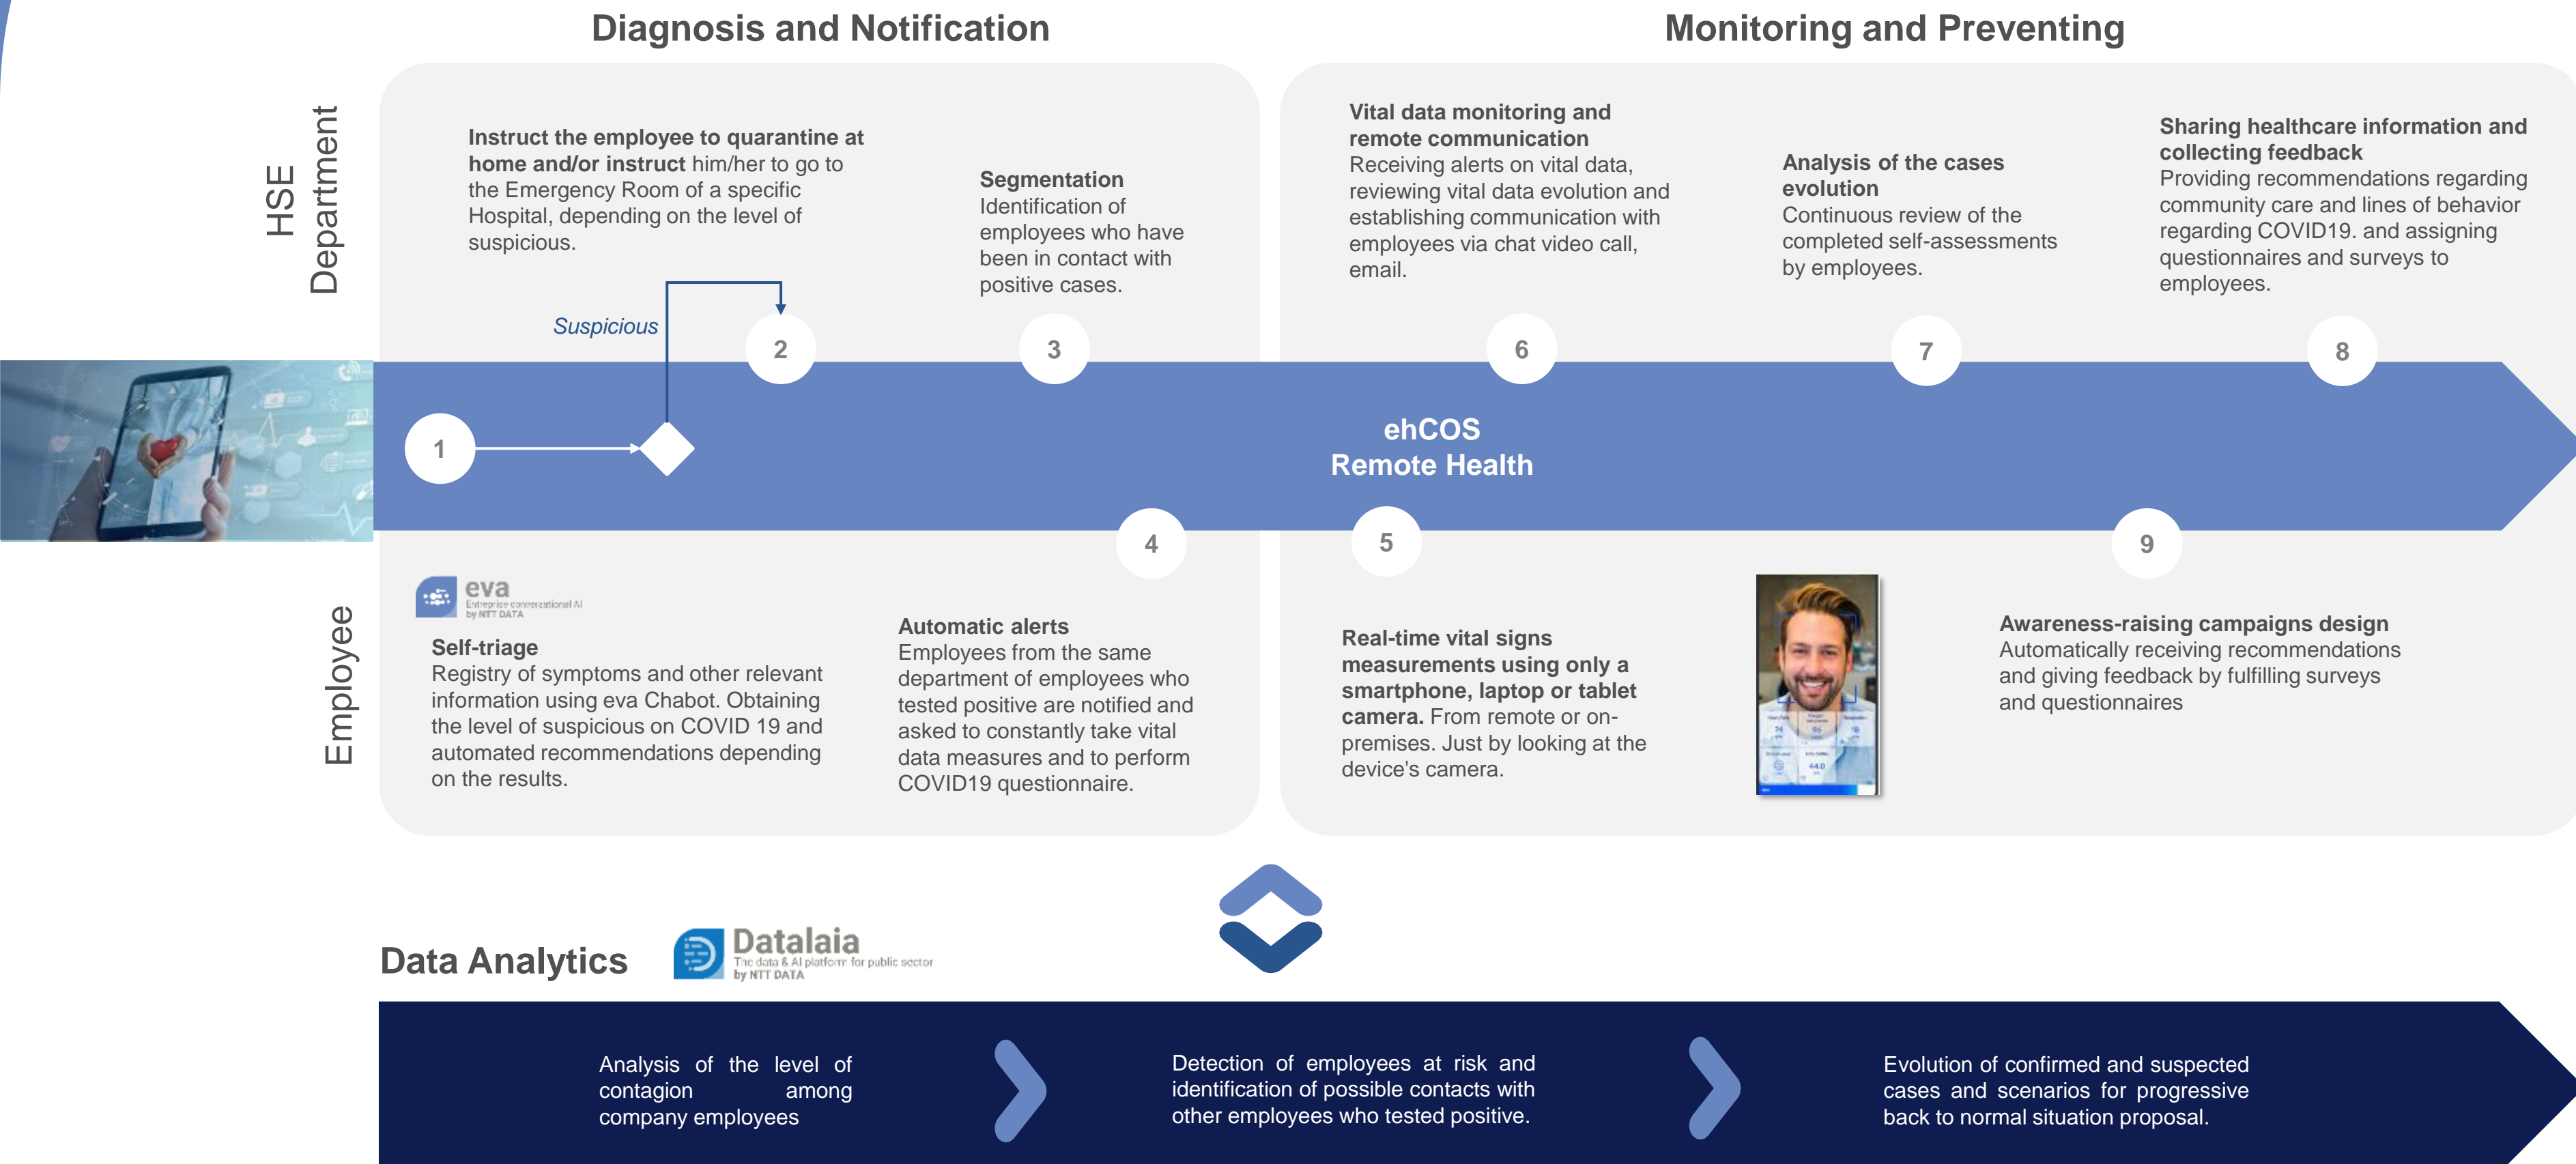 Diagnosis and Notification
Monitoring and Preventing
HSE
Department
Instruct the employee to quarantine at
home and/or instruct him/her to go to
the Emergency Room of a specific
Hospital, depending on the level of
suspicious.
Segmentation
Identification of
employees who have
been in contact with
positive cases.
Vital data monitoring and
remote communication
Receiving alerts on vital data,
reviewing vital data evolution and
establishing communication with
employees via chat video call,
email.
Analysis of the cases
evolution
Continuous review of the
completed self-assessments
by employees.
Sharing healthcare information and
collecting feedback
Providing recommendations regarding
community care and lines of behavior
regarding COVID19. and assigning
questionnaires and surveys to
employees.
Suspicious
2
3
6
7
8
1
ehCOS
Remote Health
4
5
9
Employee
eva
Entreprise conversational AI
by NTT DATA
Self-triage
Registry of symptoms and other relevant
information using eva Chabot. Obtaining
the level of suspicious on COVID 19 and
automated recommendations depending
on the results.
Automatic alerts
Employees from the same
department of employees who
tested positive are notified and
asked to constantly take vital
data measures and to perform
COVID19 questionnaire.
Real-time vital signs
measurements using only a
smartphone, laptop or tablet
camera. From remote or on-
premises. Just by looking at the
device's camera.
74
96
18
44.0
Awareness-raising campaigns design
Automatically receiving recommendations
and giving feedback by fulfilling surveys
and questionnaires
Data Analytics
Datalaia
The data & AI platform for public sector
by NTT DATA
Analysis of the level of
contagion among
company employees
Detection of employees at risk and
identification of possible contacts with
other employees who tested positive.
Evolution of confirmed and suspected
cases and scenarios for progressive
back to normal situation proposal.